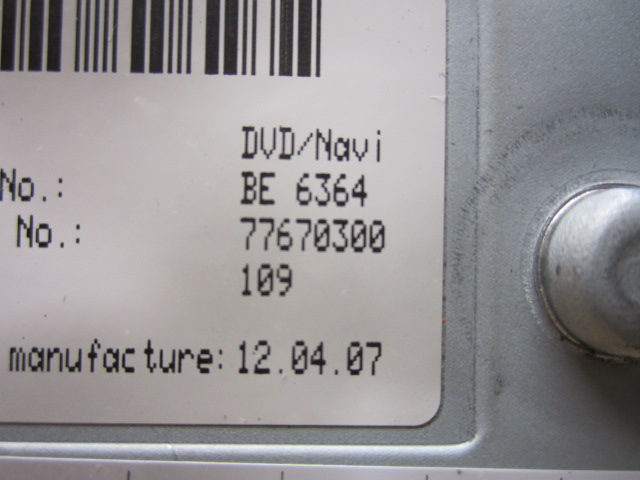 DVD/Navi
No.: BE 6364
No.: 77670300
109
manufacture: 12.04.07